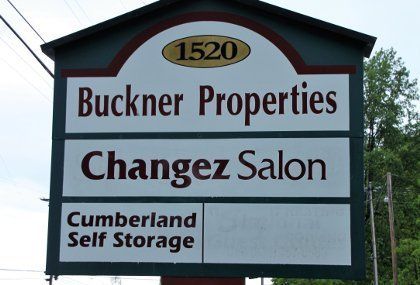 1520
Buckner Properties
Changez Salon
Cumberland
Self Storage